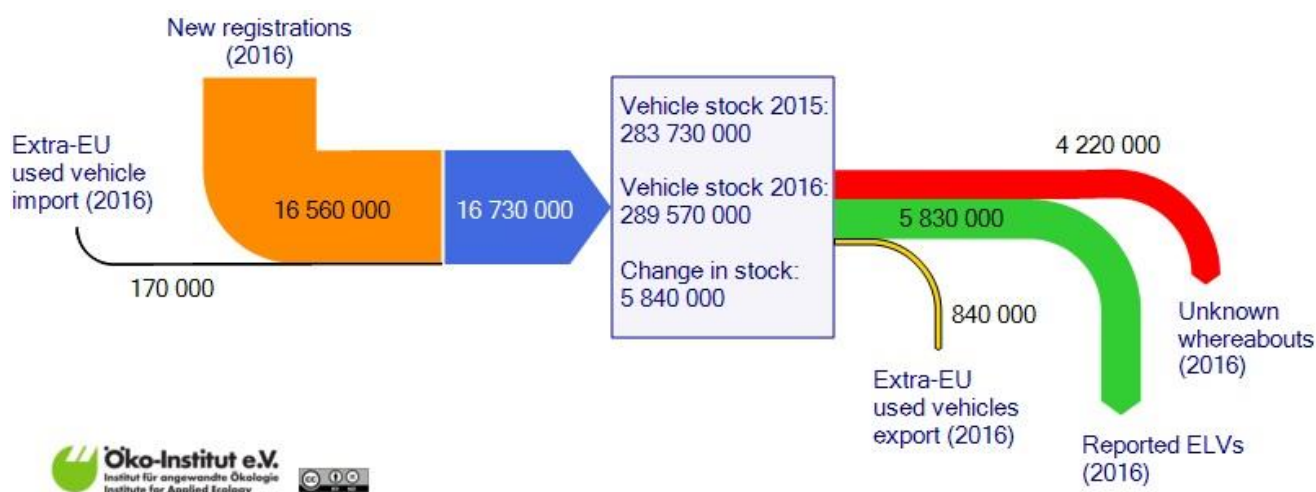 New registrations
(2016)
Extra-EU
used vehicle
import (2016)
16 560 000
170 000
16 730 000
Vehicle stock 2015:
283 730 000
Vehicle stock 2016:
289 570 000
Change in stock:
5 840 000
4 220 000
5 830 000
840 000
Unknown
whereabouts
(2016)
Extra-EU
used vehicles
export (2016)
Reported ELVs
(2016)
Öko-Institut e.V.
Institut für angewandte Ökologie
Institute for Applied Ecology
cc